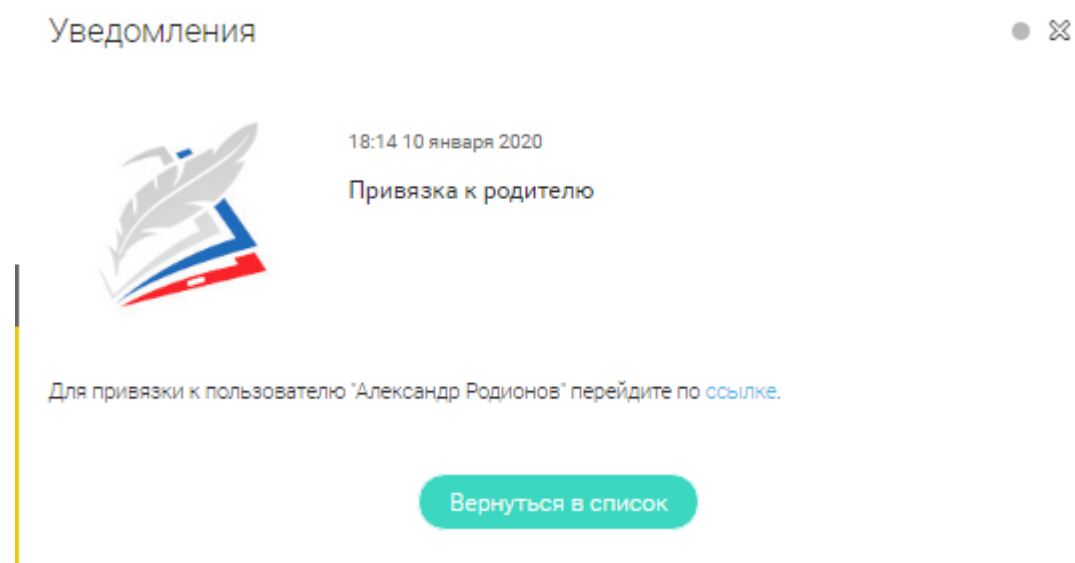 Уведомления
18:14 10 января 2020
Привязка к родителю
Для привязки к пользователю "Александр Родионов" перейдите по ссылке.
Вернуться в список